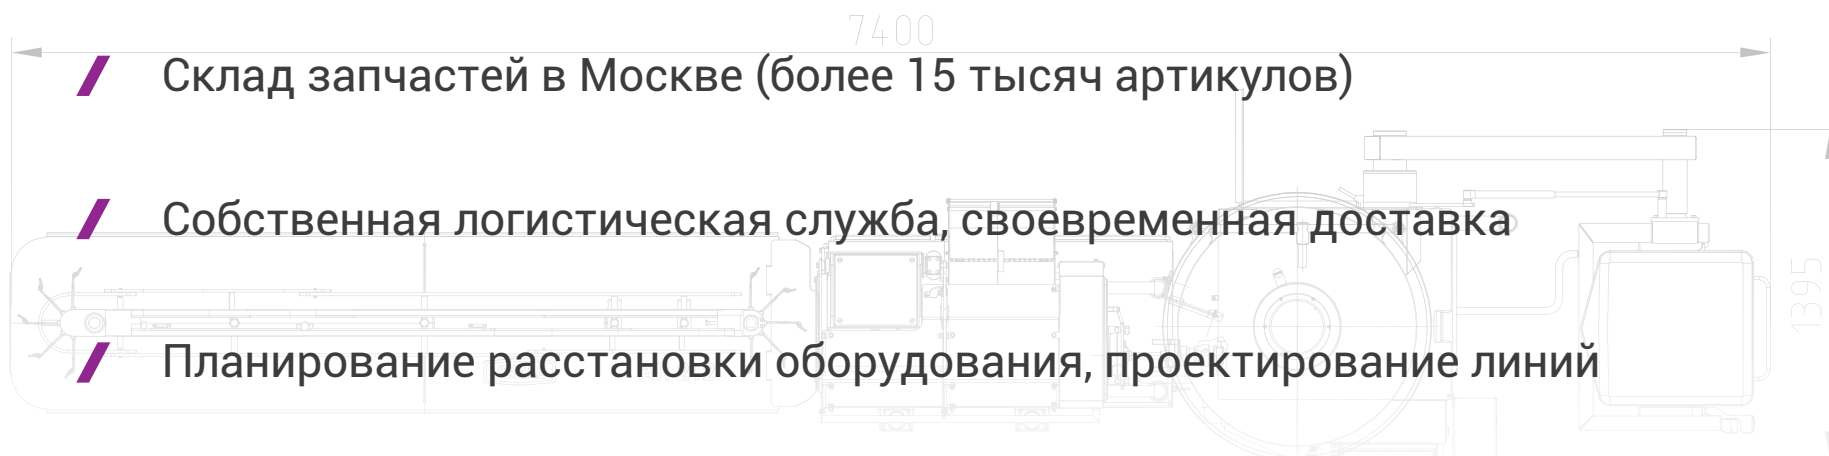 7400
Склад запчастей в Москве (более 15 тысяч артикулов)
Собственная логистическая служба, своевременная доставка
1395
Планирование расстановки оборудования, проектирование линий